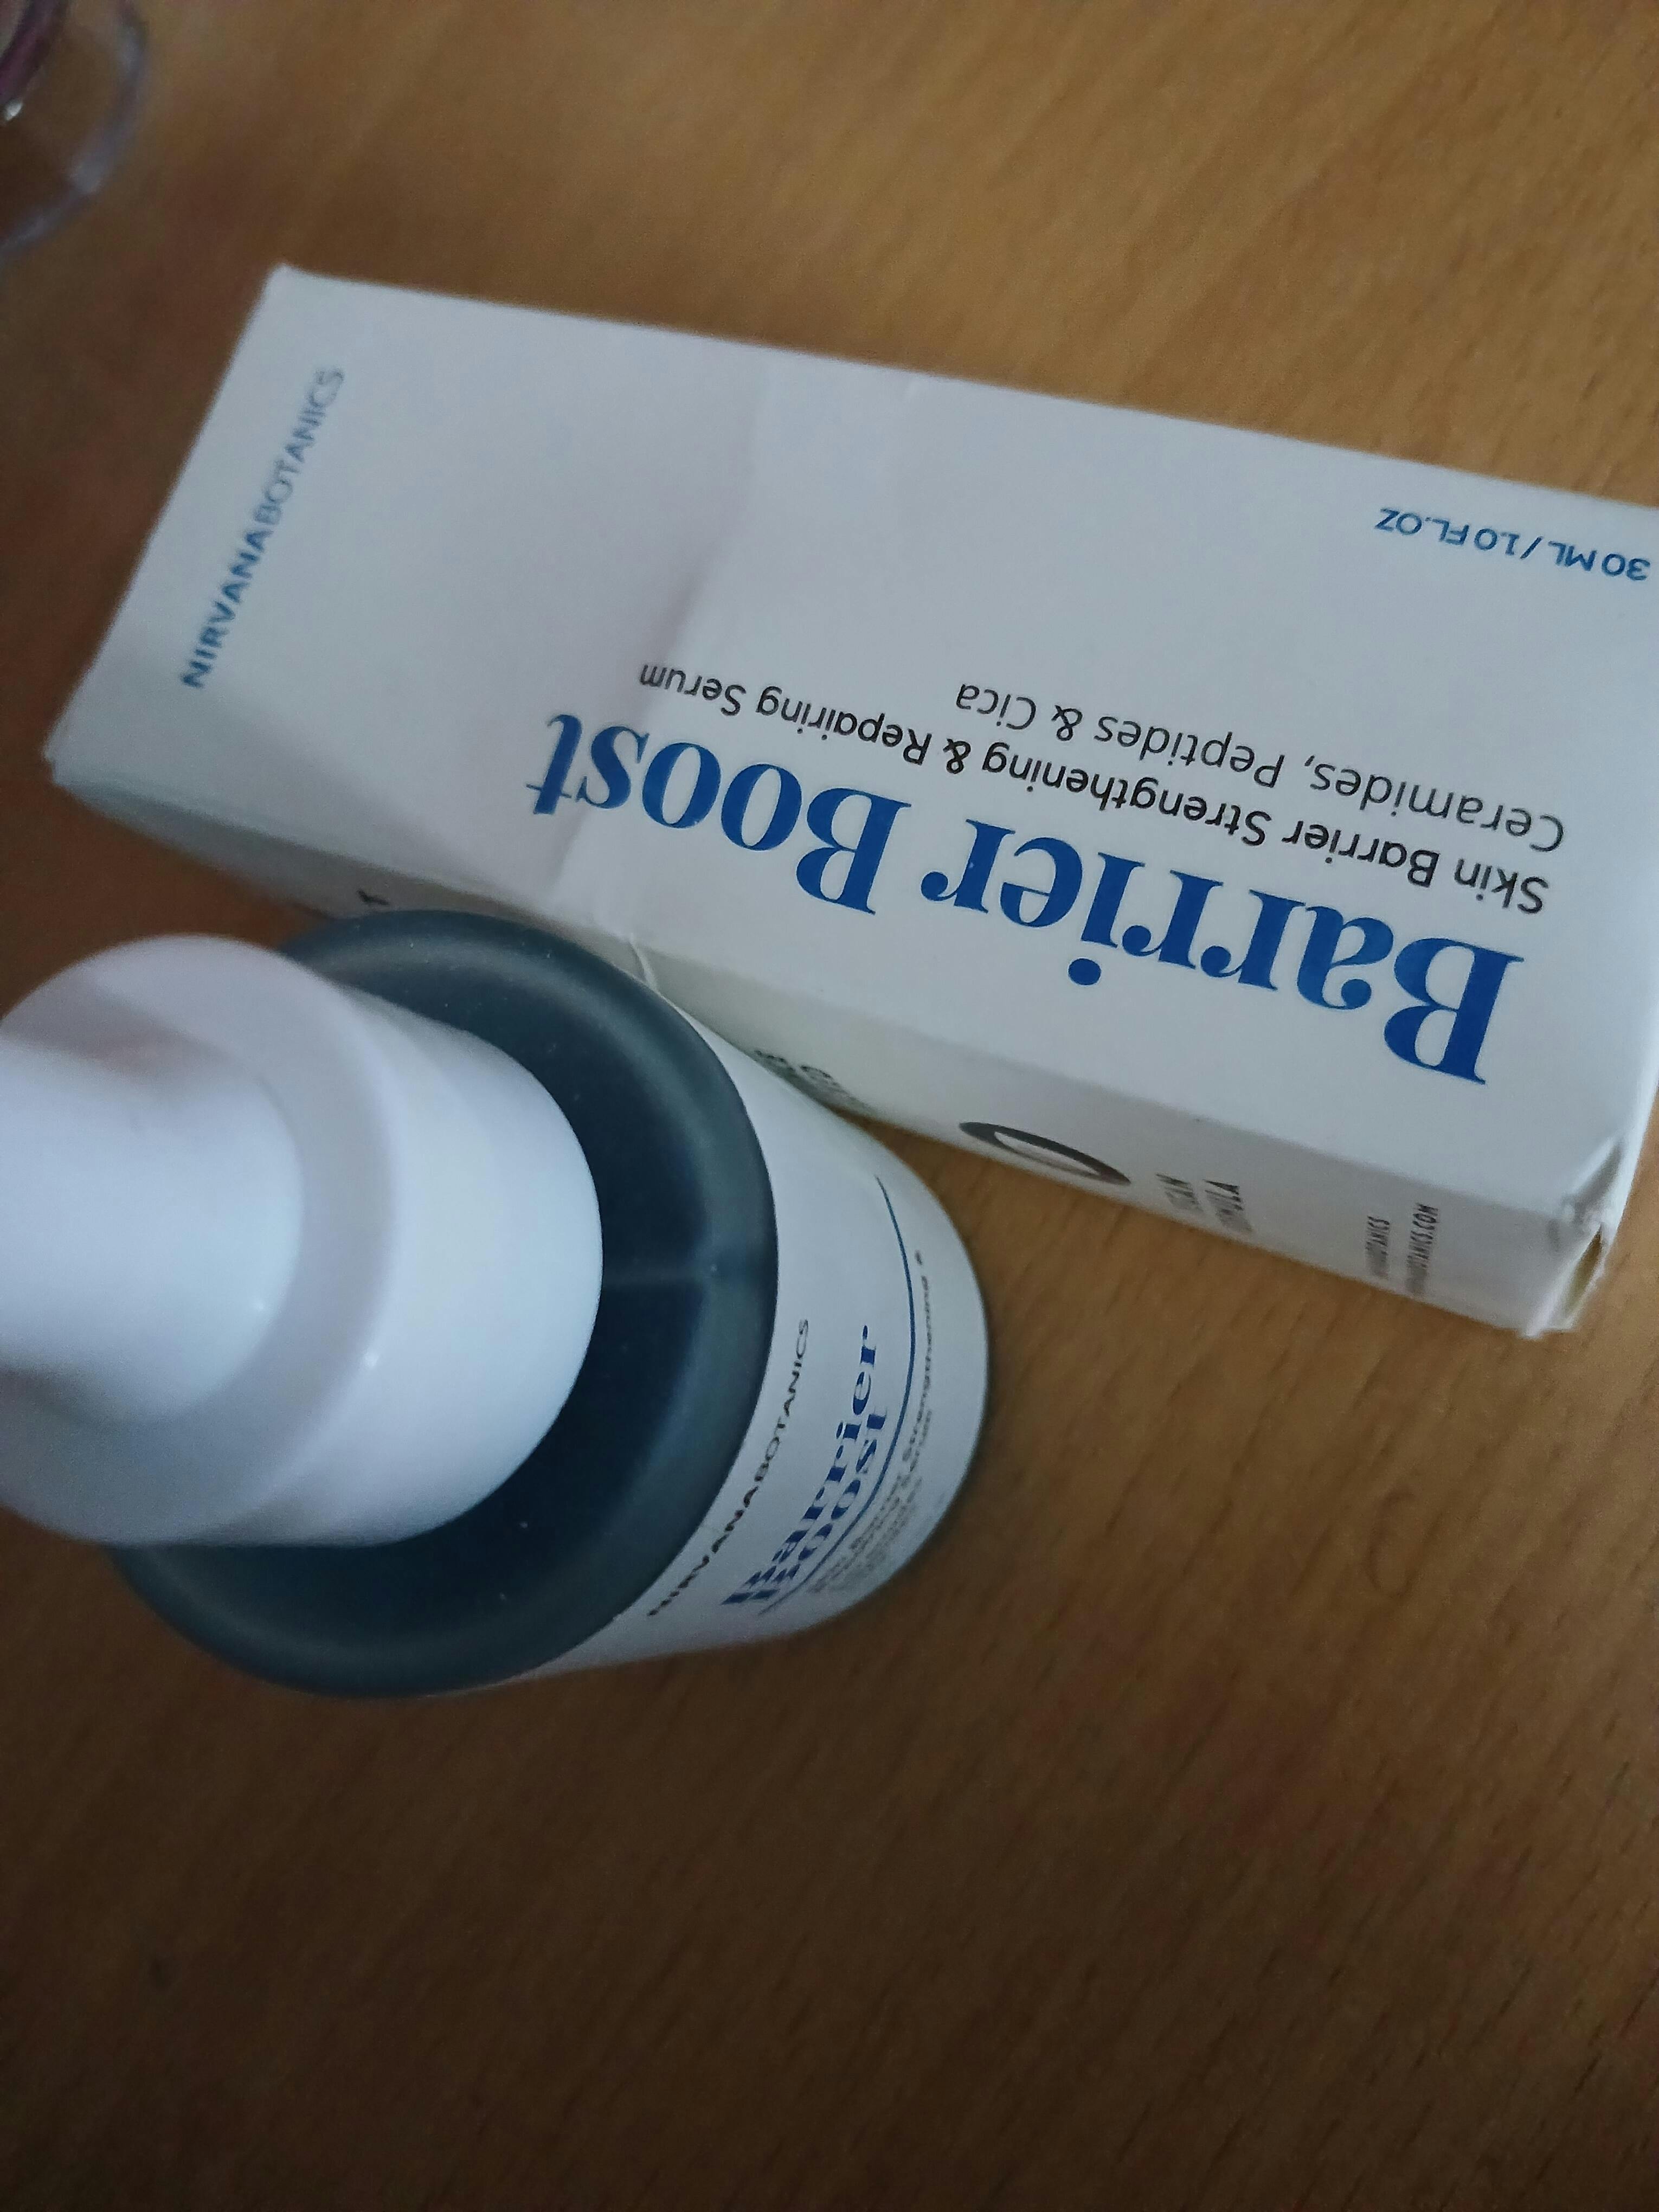 NIRVANABOTANICS
Barrier Boost
Skin Barrier Strengthening & Repairing Serum
Ceramides, Peptides & Cica
30 ML / 1.0 FL.OZ
NIRVANABOTANICS
Barrier
Boost
Strengthening &